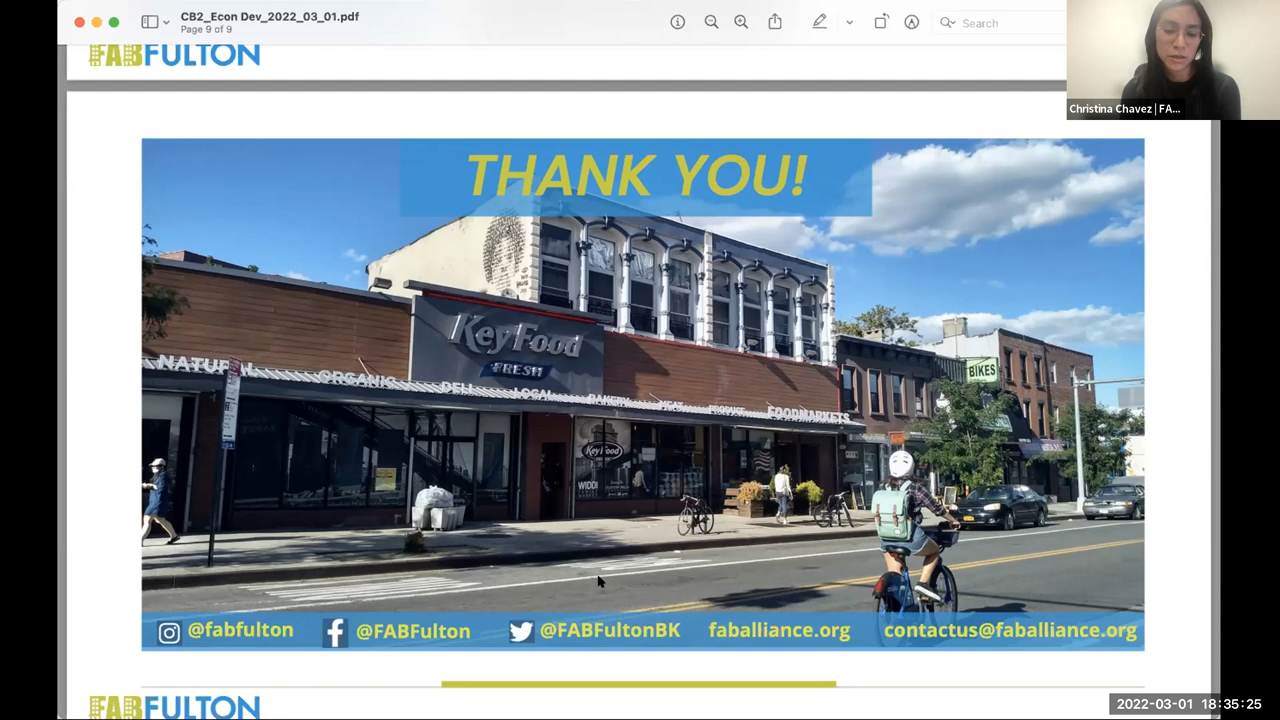 CB2_Econ Dev_2022_03_01.pdf
Page 9 of 9
Search
FABFULTON
Christina Chavez | FA...
THANK YOU!
KeyFood
FRESH
NATURAL
ORGANIC
DELI
LOCAL
BAKERY
MEAT
PRODUCE
FOODMARKETS
BIKES
KeyFood
@fabfulton
@FABFulton
@FABFultonBK
faballiance.org
contactus@faballiance.org
FABFULTON
2022-03-01 18:35:25